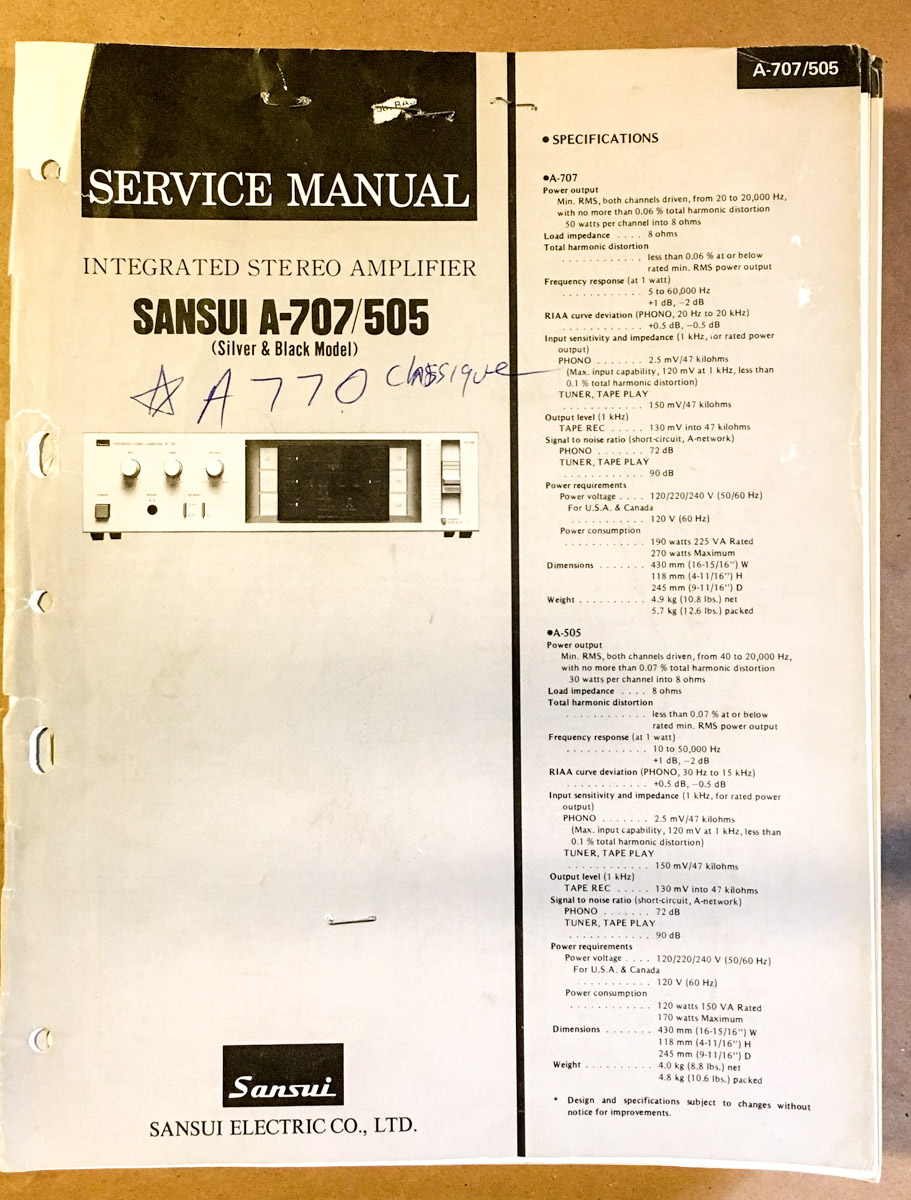 SERVICE MANUAL
INTEGRATED STEREO AMPLIFIER
SANSUI A-707/505
(Silver & Black Model)
☆ A 770 Classique
Sansui
SANSUI ELECTRIC CO., LTD.
A-707/505
● SPECIFICATIONS
●A-707
Power output
Min. RMS, both channels driven, from 20 to 20,000 Hz,
with no more than 0.06 % total harmonic distortion
50 watts per channel into 8 ohms
Load impedance . . . . 8 ohms
Total harmonic distortion
. . . . . . . . . . . . less than 0.06 % at or below
rated min. RMS power output
Frequency response (at 1 watt)
. . . . . . . . . . . . 5 to 60,000 Hz
+1 dB, −2 dB
RIAA curve deviation (PHONO, 20 Hz to 20 kHz)
. . . . . . . . . . . . +0.5 dB, −0.5 dB
Input sensitivity and impedance (1 kHz, for rated power
output)
PHONO . . . . . . . 2.5 mV/47 kilohms
(Max. input capability, 120 mV at 1 kHz, less than
0.1 % total harmonic distortion)
TUNER, TAPE PLAY
. . . . . . . . . . . . 150 mV/47 kilohms
Output level (1 kHz)
TAPE REC . . . . . 130 mV into 47 kilohms
Signal to noise ratio (short-circuit, A-network)
PHONO . . . . . . . 72 dB
TUNER, TAPE PLAY
. . . . . . . . . . . . 90 dB
Power requirements
Power voltage . . . . 120/220/240 V (50/60 Hz)
For U.S.A. & Canada
. . . . . . . . . . . 120 V (60 Hz)
Power consumption
. . . . . . . . . . . . 190 watts 225 VA Rated
270 watts Maximum
Dimensions . . . . . . . 430 mm (16-15/16") W
118 mm (4-11/16") H
245 mm (9-11/16") D
Weight . . . . . . . . . . 4.9 kg (10.8 lbs.) net
5.7 kg (12.6 lbs.) packed
●A-505
Power output
Min. RMS, both channels driven, from 40 to 20,000 Hz,
with no more than 0.07 % total harmonic distortion
30 watts per channel into 8 ohms
Load impedance . . . . 8 ohms
Total harmonic distortion
. . . . . . . . . . . . less than 0.07 % at or below
rated min. RMS power output
Frequency response (at 1 watt)
. . . . . . . . . . . . 10 to 50,000 Hz
+1 dB, −2 dB
RIAA curve deviation (PHONO, 30 Hz to 15 kHz)
. . . . . . . . . . . . +0.5 dB, −0.5 dB
Input sensitivity and impedance (1 kHz, for rated power
output)
PHONO . . . . . . . 2.5 mV/47 kilohms
(Max. input capability, 120 mV at 1 kHz, less than
0.1 % total harmonic distortion)
TUNER, TAPE PLAY
. . . . . . . . . . . . 150 mV/47 kilohms
Output level (1 kHz)
TAPE REC . . . . . 130 mV into 47 kilohms
Signal to noise ratio (short-circuit, A-network)
PHONO . . . . . . . 72 dB
TUNER, TAPE PLAY
. . . . . . . . . . . . 90 dB
Power requirements
Power voltage . . . . 120/220/240 V (50/60 Hz)
For U.S.A. & Canada
. . . . . . . . . . . 120 V (60 Hz)
Power consumption
. . . . . . . . . . . . 120 watts 150 VA Rated
170 watts Maximum
Dimensions . . . . . . . 430 mm (16-15/16") W
118 mm (4-11/16") H
245 mm (9-11/16") D
Weight . . . . . . . . . . 4.0 kg (8.8 lbs.) net
4.8 kg (10.6 lbs.) packed
* Design and specifications subject to changes without
notice for improvements.